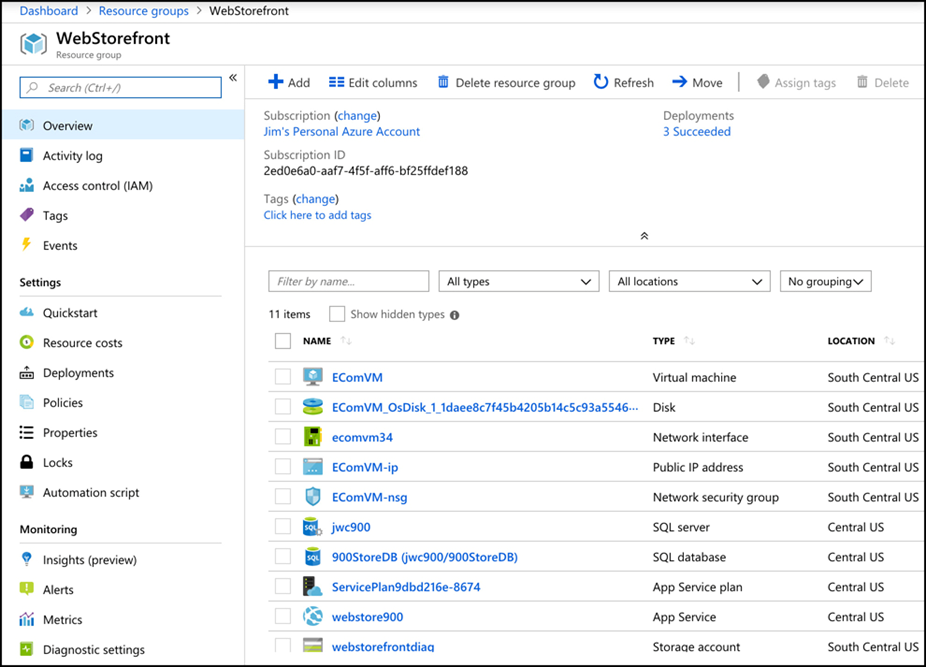 Dashboard > Resource groups > WebStorefront
WebStorefront
Resource group
Search (Ctrl+/)
«
Overview
Activity log
Access control (IAM)
Tags
Events
Settings
Quickstart
Resource costs
Deployments
Policies
Properties
Locks
Automation script
Monitoring
Insights (preview)
Alerts
Metrics
Diagnostic settings
Add Edit columns Delete resource group Refresh Move Assign tags Delete
Subscription (change)
Jim's Personal Azure Account
Subscription ID
2ed0e6a0-aaf7-4f5f-aff6-bf25ffdef188
Tags (change)
Click here to add tags
Deployments
3 Succeeded
Filter by name... All types All locations No grouping
11 items Show hidden types
NAME TYPE LOCATION
EComVM Virtual machine South Central US
EComVM_OsDisk_1_1daee8c7f45b4205b14c5c93a5546··· Disk South Central US
ecomvm34 Network interface South Central US
EComVM-ip Public IP address South Central US
EComVM-nsg Network security group South Central US
SQL jwc900 SQL server Central US
SQL 900StoreDB (jwc900/900StoreDB) SQL database Central US
ServicePlan9dbd216e-8674 App Service plan Central US
webstore900 App Service Central US
webstorefrontdiag Storage account South Central US